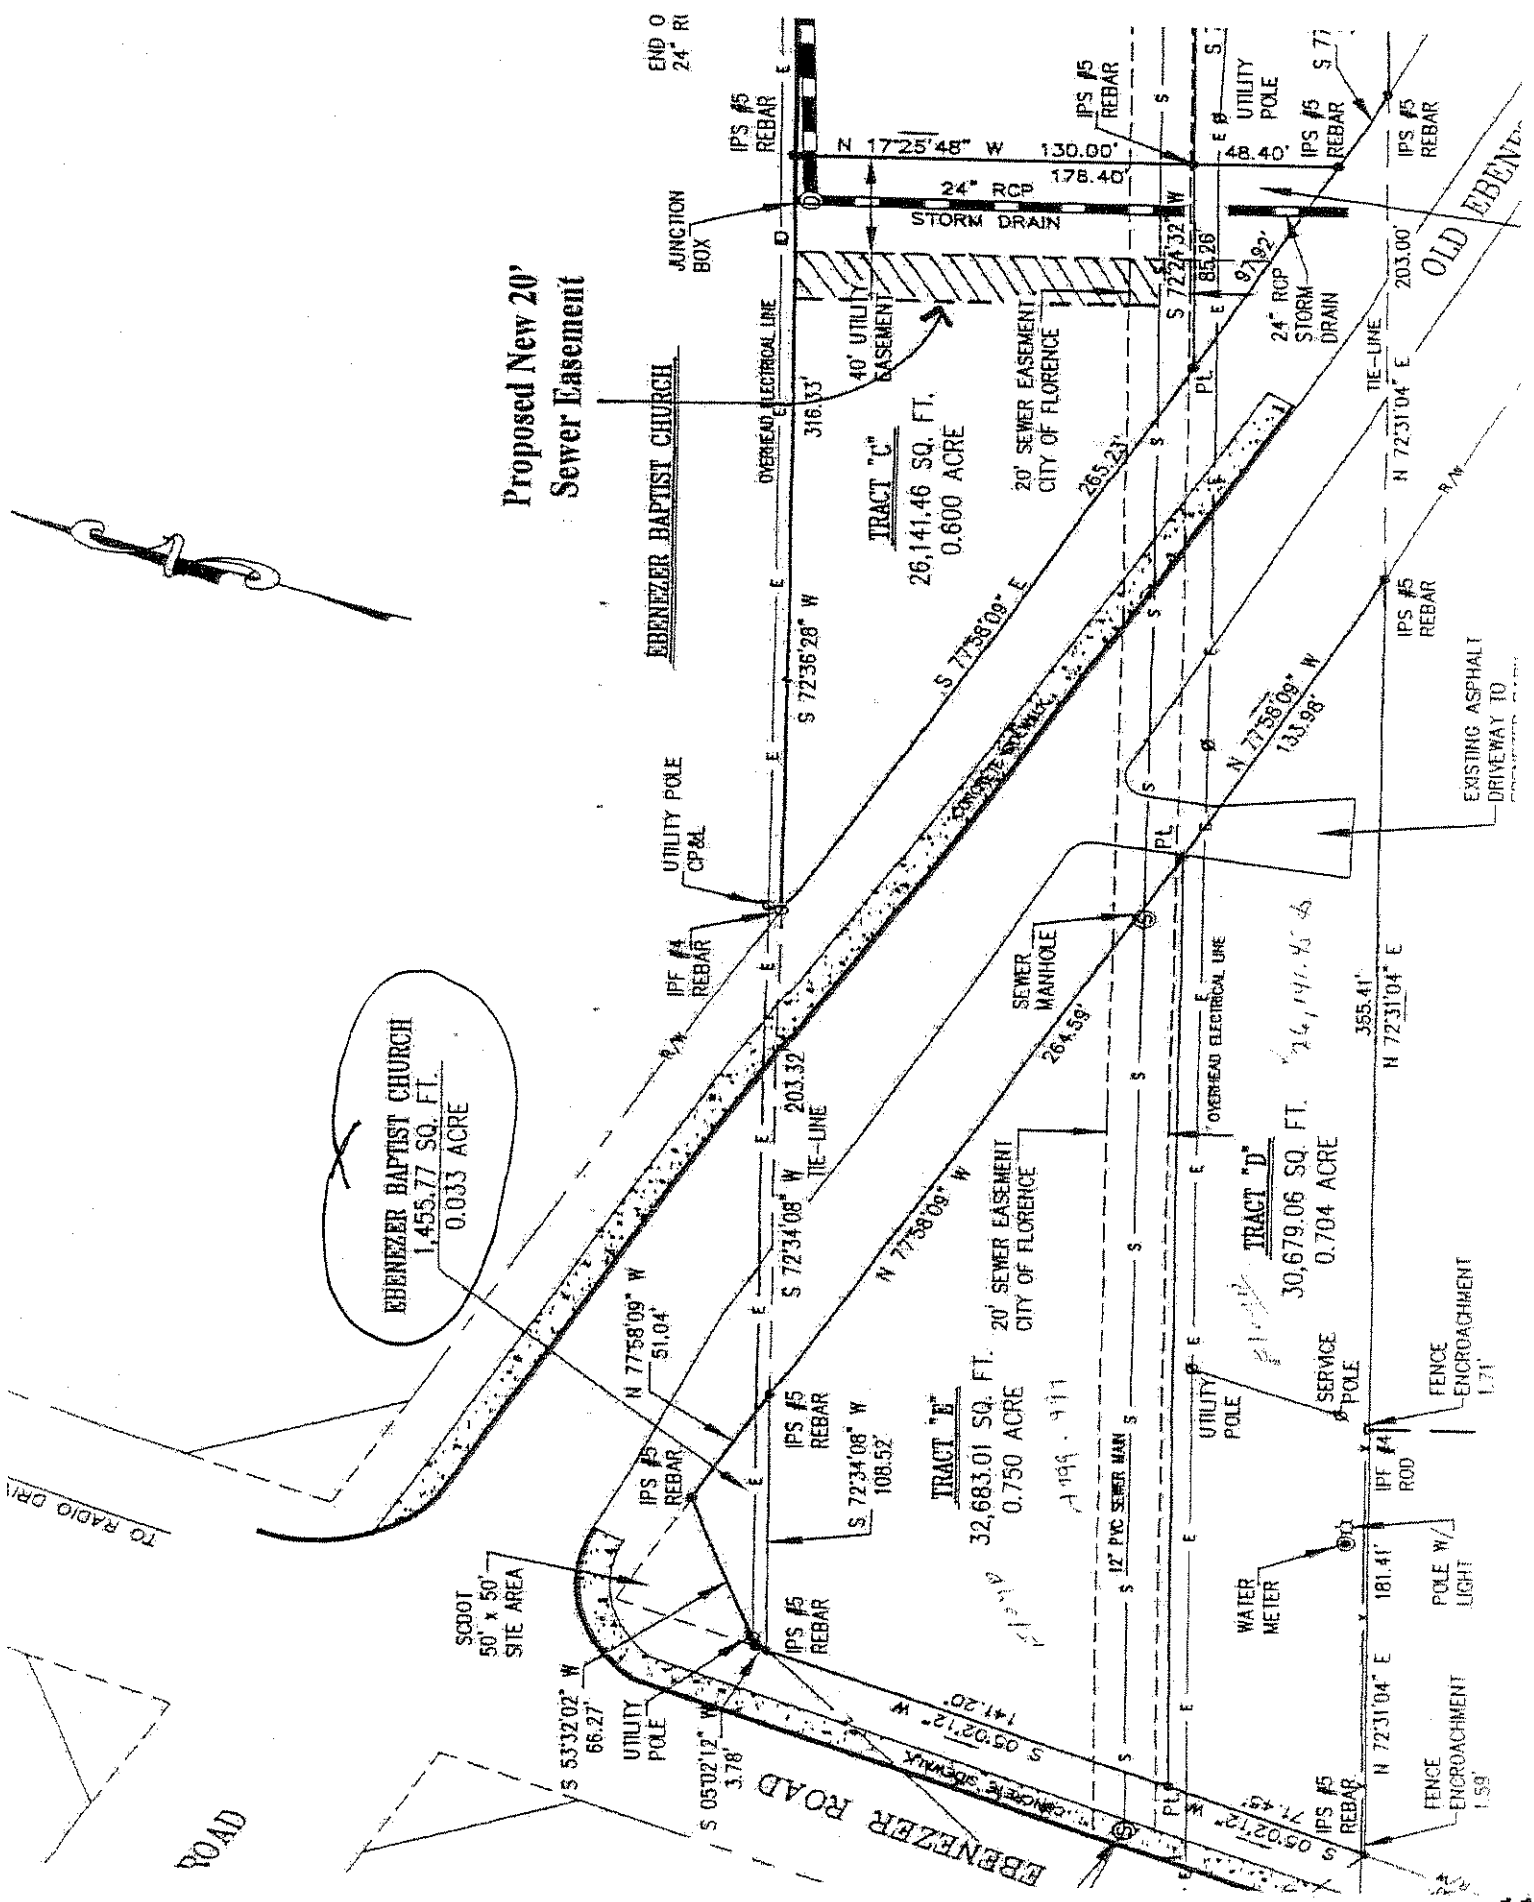 END O
24" R
IPS #5
REBAR
JUNCTION
BOX
Proposed New 20'
Sewer Easement
EBENEZER BAPTIST CHURCH
OVERHEAD ELECTRICAL LINE
316.33'
S 72°36'28" W
N 17°25'48" W
130.00'
178.40'
24" RCP
STORM DRAIN
40' UTILITY
EASEMENT
TRACT "C"
26,141.46 SQ. FT.
0.600 ACRE
20' SEWER EASEMENT
CITY OF FLORENCE
IPS #5
REBAR
UTILITY
POLE
48.40'
IPS #5
REBAR
S 77
IPS #5
REBAR
S 72°24'32" W
85.26'
97.92'
24" RCP
STORM
DRAIN
PL
265.23'
S 77°58'09" E
OLD EBENE
203.00'
TIE-LINE
N 72°31'04" E
R/W
IPS #5
REBAR
UTILITY POLE
CP&L
IPF #4
REBAR
R/W
CONCRETE SIDEWALK
203.32'
TIE-LINE
S 72°34'08" W
SEWER
MANHOLE
PL
N 77°58'09" W
133.98'
EXISTING ASPHALT
DRIVEWAY TO
264.59'
N 77°58'09" W
OVERHEAD ELECTRICAL LINE
355.41'
N 72°31'04" E
EBENEZER BAPTIST CHURCH
1,455.77 SQ. FT.
0.033 ACRE
N 77°58'09" W
51.04'
IPS #5
REBAR
IPS #5
REBAR
S 72°34'08" W
108.52'
20' SEWER EASEMENT
CITY OF FLORENCE
TRACT "D"
30,679.06 SQ. FT.
0.704 ACRE
TRACT "E"
32,683.01 SQ. FT.
0.750 ACRE
12" PVC SEWER MAIN
UTILITY
POLE
SERVICE
POLE
FENCE
ENCROACHMENT
1.71'
IPF #4
ROD
TO RADIO DRI
SCDOT
50' x 50'
SITE AREA
S 53°32'02" W
66.27'
UTILITY
POLE
S 05°02'12" W
3.78'
IPS #5
REBAR
WATER
METER
181.41'
POLE W/
LIGHT
N 72°31'04" E
S 05°02'12" W
141.20'
CONCRETE SIDEWALK
EBENEZER ROAD
PL
S 05°02'12" W
71.45'
IPS #5
REBAR
FENCE
ENCROACHMENT
1.59'
ROAD